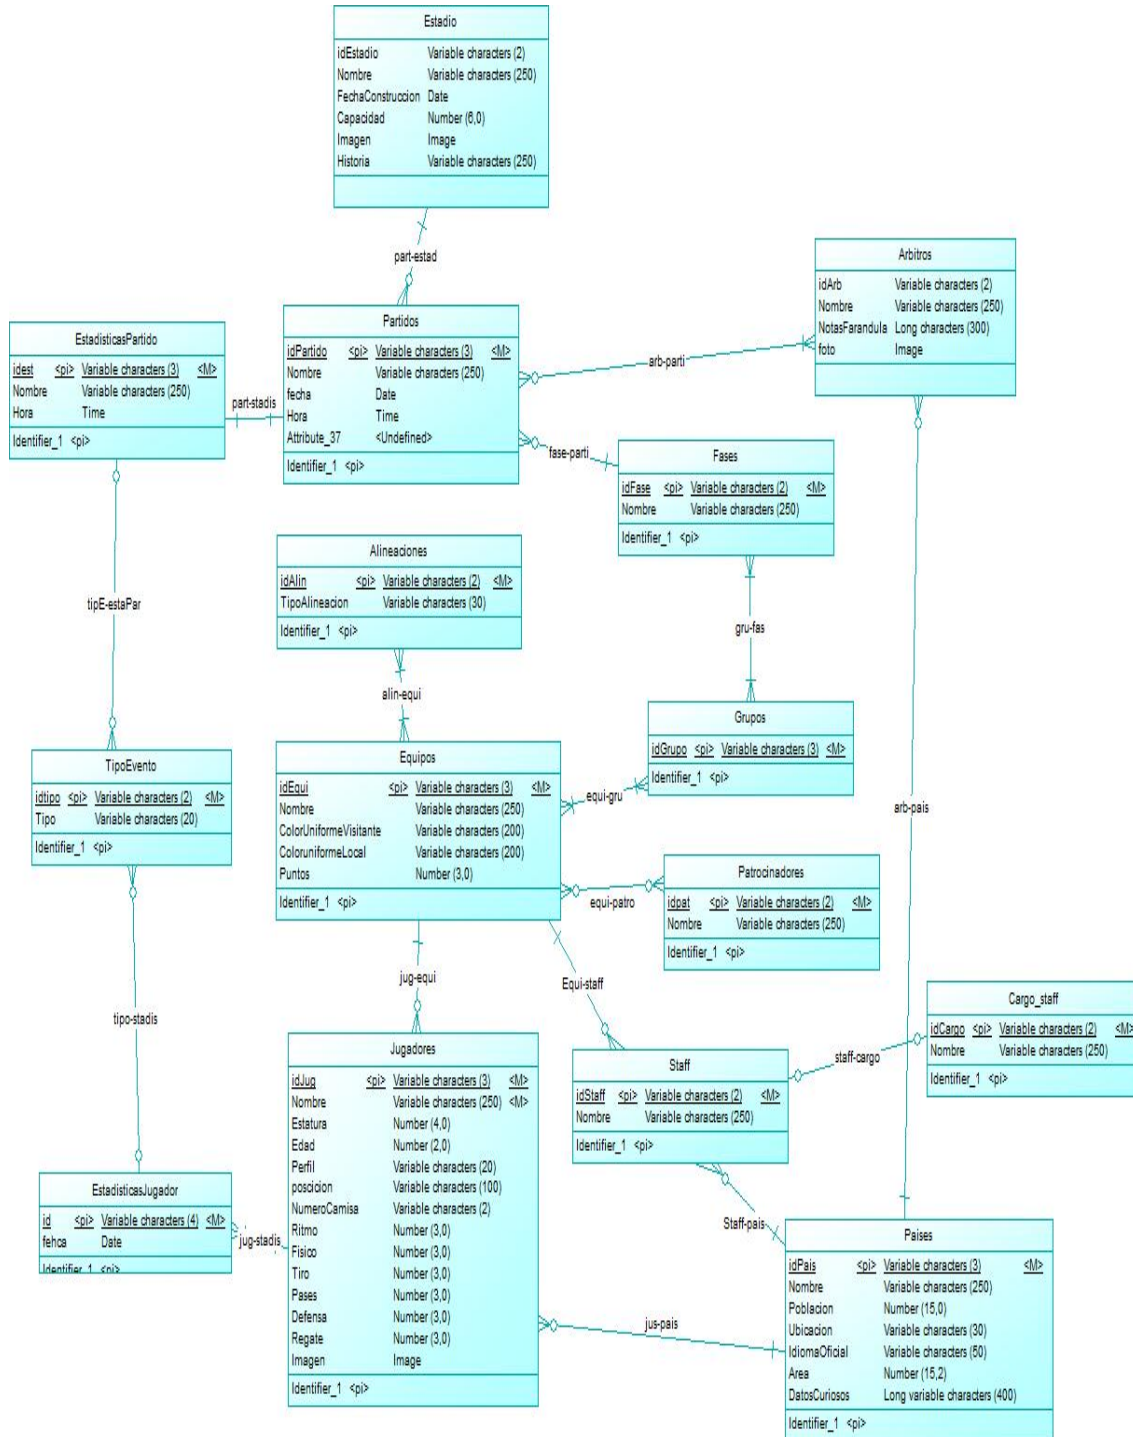 Estadio
idEstadio Variable characters (2)
Nombre Variable characters (250)
FechaConstruccion Date
Capacidad Number (6,0)
Imagen Image
Historia Variable characters (250)
part-estad
Arbitros
idArb Variable characters (2)
Nombre Variable characters (250)
NotasFarandula Long characters (300)
foto Image
Partidos
idPartido <pi> Variable characters (3) <M>
Nombre Variable characters (250)
fecha Date
Hora Time
Attribute_37 <Undefined>
Identifier_1 <pi>
EstadisticasPartido
idest <pi> Variable characters (3) <M>
Nombre Variable characters (250)
Hora Time
Identifier_1 <pi>
part-stadis
arb-parti
fase-parti
Fases
idFase <pi> Variable characters (2) <M>
Nombre Variable characters (250)
Identifier_1 <pi>
Alineaciones
idAlin <pi> Variable characters (2) <M>
TipoAlineacion Variable characters (30)
Identifier_1 <pi>
tipE-estaPar
gru-fas
alin-equi
Grupos
idGrupo <pi> Variable characters (3) <M>
Identifier_1 <pi>
Equipos
idEqui <pi> Variable characters (3) <M>
Nombre Variable characters (250)
ColorUniformeVisitante Variable characters (200)
ColoruniformeLocal Variable characters (200)
Puntos Number (3,0)
Identifier_1 <pi>
TipoEvento
idtipo <pi> Variable characters (2) <M>
Tipo Variable characters (20)
Identifier_1 <pi>
equi-gru
arb-pais
Patrocinadores
idpat <pi> Variable characters (2) <M>
Nombre Variable characters (250)
Identifier_1 <pi>
equi-patro
jug-equi
Equi-staff
tipo-stadis
Cargo_staff
idCargo <pi> Variable characters (2) <M>
Nombre Variable characters (250)
Identifier_1 <pi>
staff-cargo
Staff
idStaff <pi> Variable characters (2) <M>
Nombre Variable characters (250)
Identifier_1 <pi>
Jugadores
idJug <pi> Variable characters (3) <M>
Nombre Variable characters (250) <M>
Estatura Number (4,0)
Edad Number (2,0)
Perfil Variable characters (20)
poscicion Variable characters (100)
NumeroCamisa Variable characters (2)
Ritmo Number (3,0)
Fisico Number (3,0)
Tiro Number (3,0)
Pases Number (3,0)
Defensa Number (3,0)
Regate Number (3,0)
Imagen Image
Identifier_1 <pi>
EstadisticasJugador
id <pi> Variable characters (4) <M>
fehca Date
Identifier_1 <pi>
jug-stadis
Staff-pais
jus-pais
Paises
idPais <pi> Variable characters (3) <M>
Nombre Variable characters (250)
Poblacion Number (15,0)
Ubicacion Variable characters (30)
IdiomaOficial Variable characters (50)
Area Number (15,2)
DatosCuriosos Long variable characters (400)
Identifier_1 <pi>